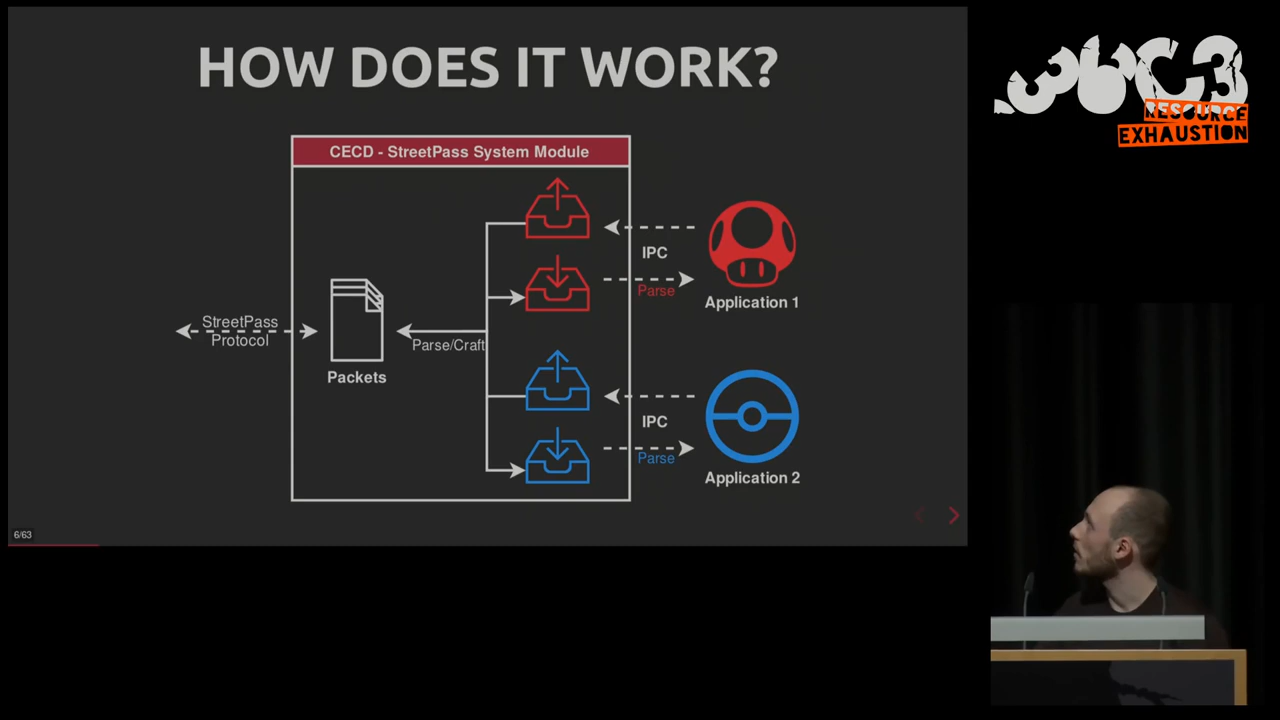 HOW DOES IT WORK?
36C3
RESOURCE
EXHAUSTION
CECD - StreetPass System Module
IPC
Parse
Application 1
StreetPass
Protocol
Parse/Craft
Packets
IPC
Parse
Application 2
6/63